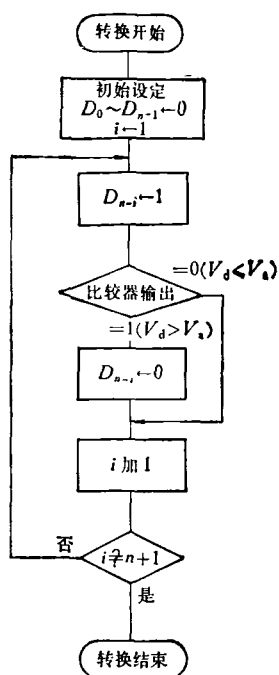 转换开始
初始设定
D₀～Dₙ₋₁←0
i←1
Dₙ₋ᵢ←1
=0(V_d≤V_a)
比较器输出
=1(V_d>V_a)
Dₙ₋ᵢ←0
i 加 1
否
i≟n+1
是
转换结束